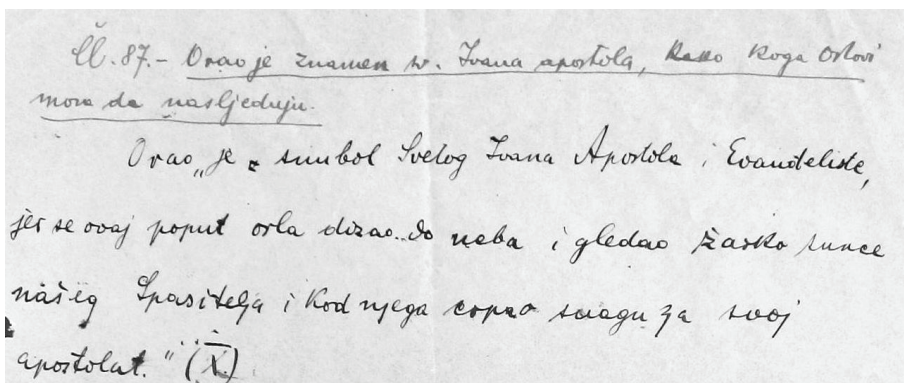 Čl. 87.- Orao je znamen sv. Ivana apostola, koga Orlovi
mora da nasljeduju.
Orao „je simbol Svetog Ivana Apostola i Evanđeliste,
jer se ovaj poput orla dizao do neba i gledao žarko sunce
našeg Spasitelja i kod njega crpao snagu za svoj
apostolat." (X)